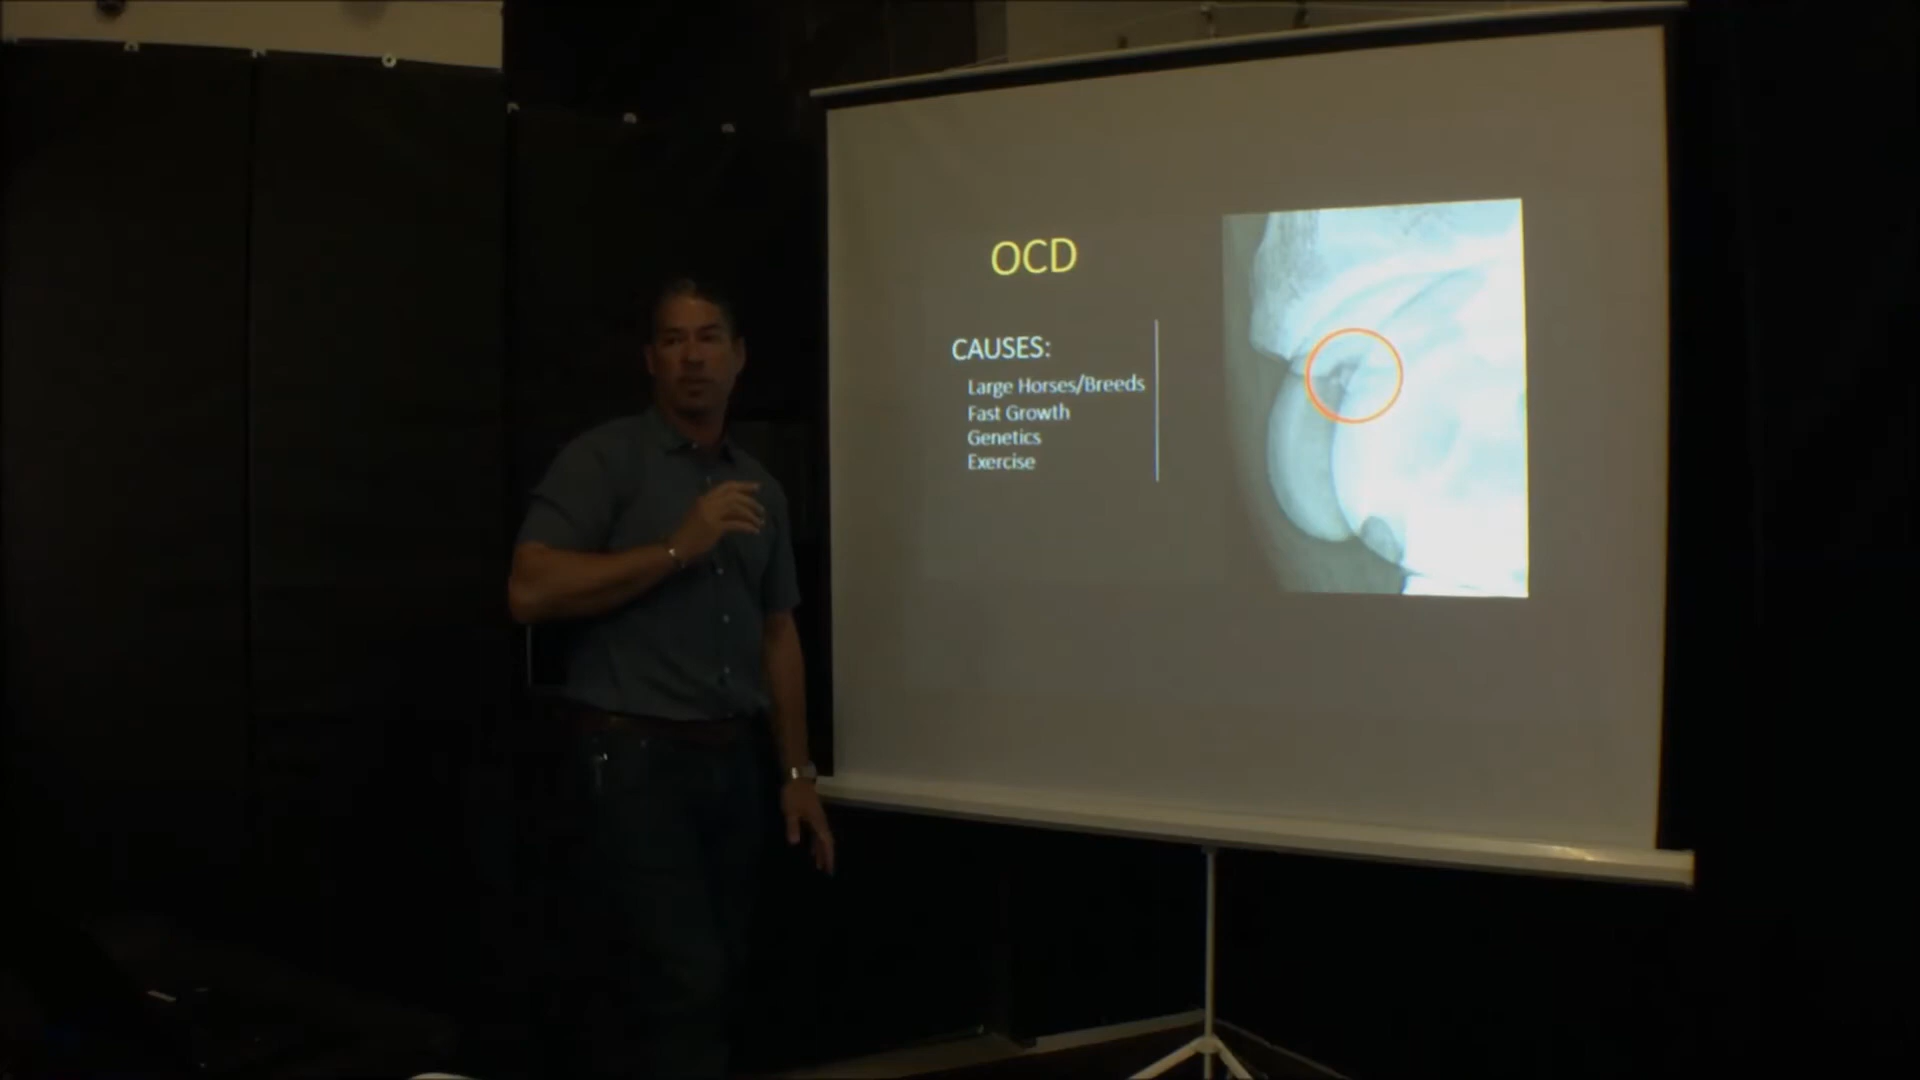 OCD
CAUSES:
Large Horses/Breeds
Fast Growth
Genetics
Exercise